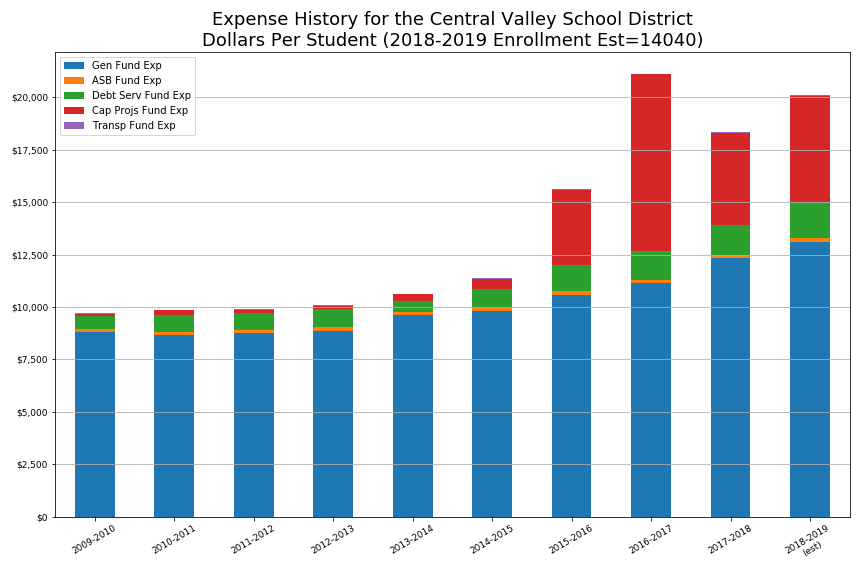 Expense History for the Central Valley School District
Dollars Per Student (2018-2019 Enrollment Est=14040)
Gen Fund Exp
ASB Fund Exp
Debt Serv Fund Exp
Cap Projs Fund Exp
Transp Fund Exp
$20,000
$17,500
$15,000
$12,500
$10,000
$7,500
$5,000
$2,500
$0
2009-2010
2010-2011
2011-2012
2012-2013
2013-2014
2014-2015
2015-2016
2016-2017
2017-2018
2018-2019
(est)